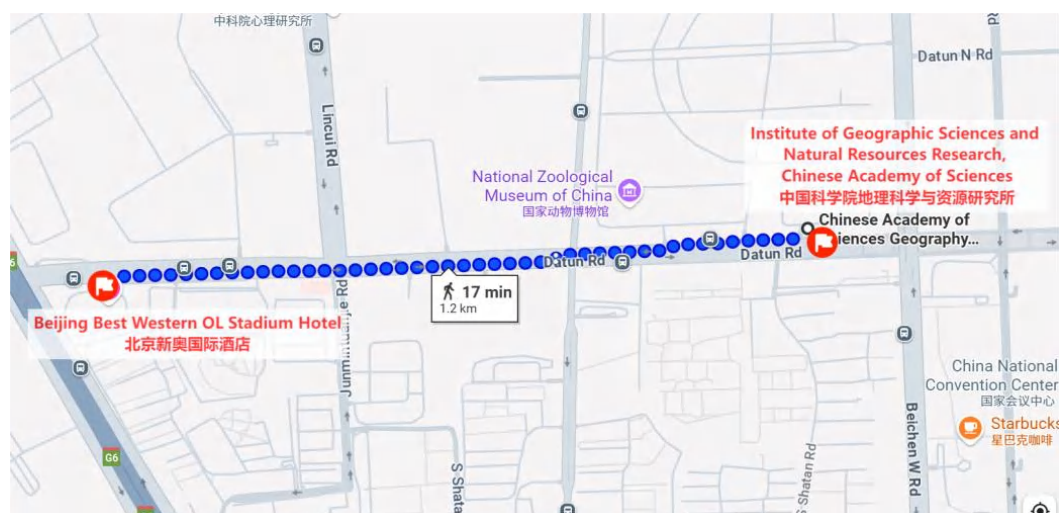 中科院心理研究所
Datun N Rd
Lincui Rd
Institute of Geographic Sciences and
Natural Resources Research,
Chinese Academy of Sciences
中国科学院地理科学与资源研究所
National Zoological
Museum of China
国家动物博物馆
Chinese Academy of
iences Geography...
Datun Rd
Datun Rd
17 min
1.2 km
Beijing Best Western OL Stadium Hotel
北京新奥国际酒店
China National
Convention Center
国家会议中心
Starbucks
星巴克咖啡
Beichen W Rd
S Shatan Rd
S Shatan
G6